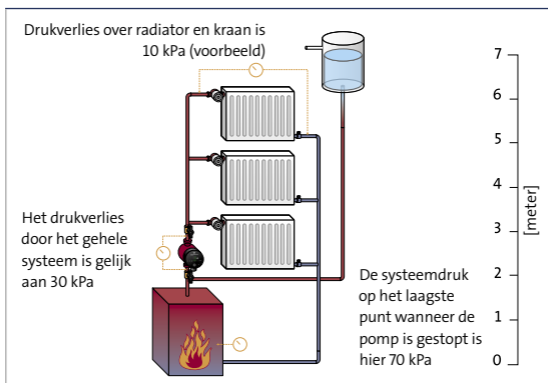 Drukverlies over radiator en kraan is
10 kPa (voorbeeld)
Het drukverlies
door het gehele
systeem is gelijk
aan 30 kPa
De systeemdruk
op het laagste
punt wanneer de
pomp is gestopt is
hier 70 kPa
7
6
5
4
3
2
1
0
[meter]